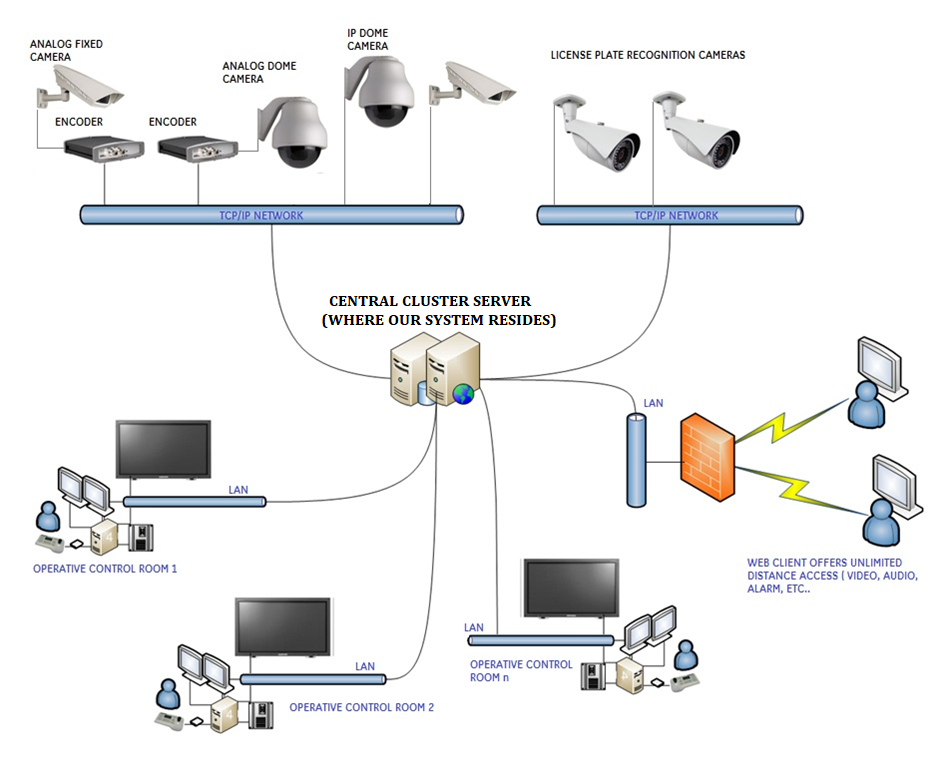 ANALOG FIXED
CAMERA
ENCODER
ENCODER
ANALOG DOME
CAMERA
IP DOME
CAMERA
LICENSE PLATE RECOGNITION CAMERAS
TCP/IP NETWORK
TCP/IP NETWORK
CENTRAL CLUSTER SERVER
(WHERE OUR SYSTEM RESIDES)
LAN
LAN
OPERATIVE CONTROL ROOM 1
WEB CLIENT OFFERS UNLIMITED
DISTANCE ACCESS ( VIDEO, AUDIO,
ALARM, ETC..
LAN
OPERATIVE CONTROL
ROOM n
LAN
OPERATIVE CONTROL ROOM 2